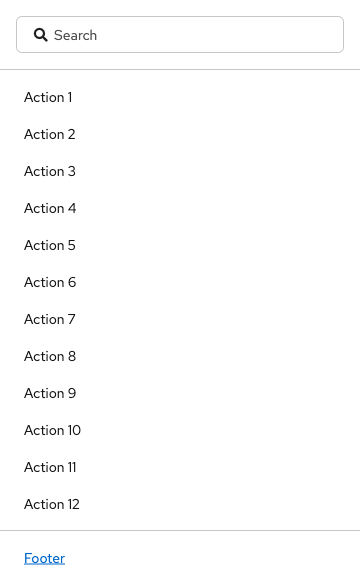 Search
Action 1
Action 2
Action 3
Action 4
Action 5
Action 6
Action 7
Action 8
Action 9
Action 10
Action 11
Action 12
Footer